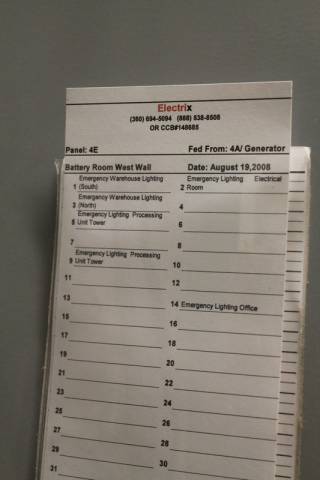 Electrix
(360) 694-5094 (888) 638-8506
OR CCB#148685
Panel: 4E Fed From: 4A/ Generator
Battery Room West Wall Date: August 19,2008
Emergency Warehouse Lighting Emergency Lighting Electrical
1 (South) 2 Room
Emergency Warehouse Lighting
3 (North) 4
Emergency Lighting Processing
5 Unit Tower 6
7 8
Emergency Lighting Processing
9 Unit Tower 10
11 12
13 14 Emergency Lighting Office
15 16
17 18
19 20
21 22
23 24
25 26
27 28
29 30
31